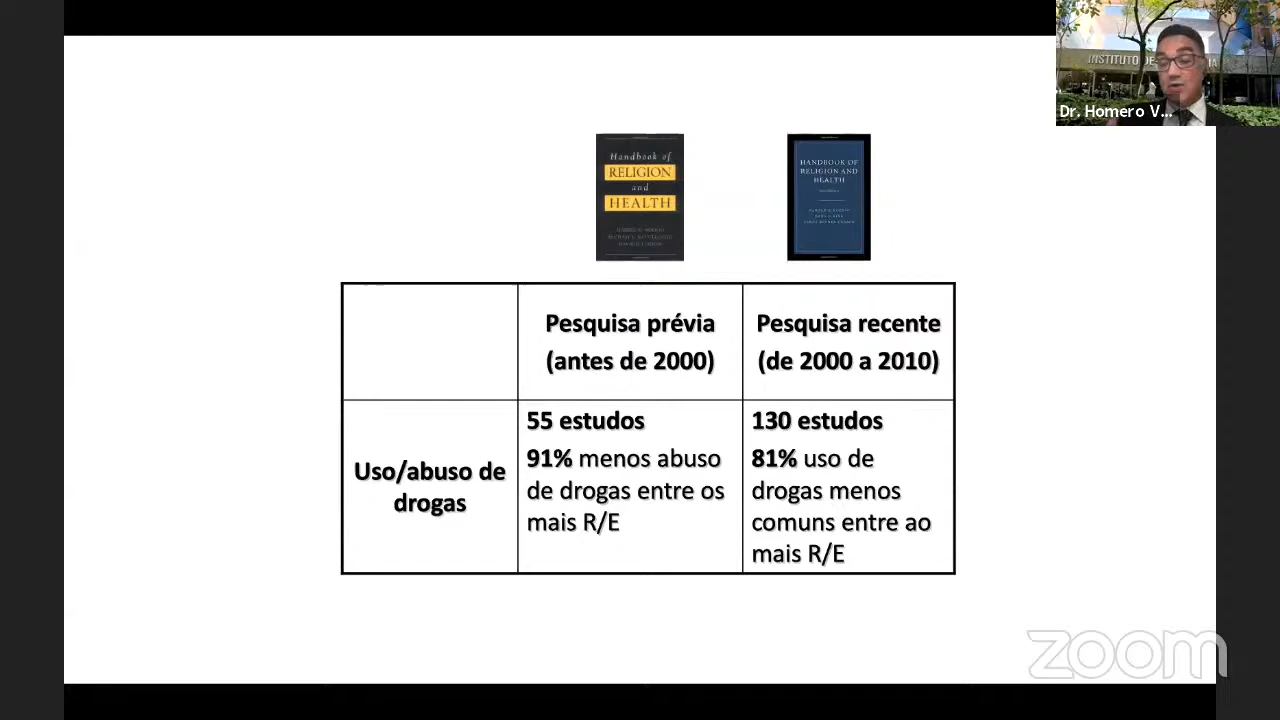 INSTITUTO DE
Dr. Homero V...
Handbook of
RELIGION
and
HEALTH
HANDBOOK OF
RELIGION AND
HEALTH
Pesquisa prévia
(antes de 2000)
Pesquisa recente
(de 2000 a 2010)
Uso/abuso de
drogas
55 estudos
91% menos abuso
de drogas entre os
mais R/E
130 estudos
81% uso de
drogas menos
comuns entre ao
mais R/E
zoom